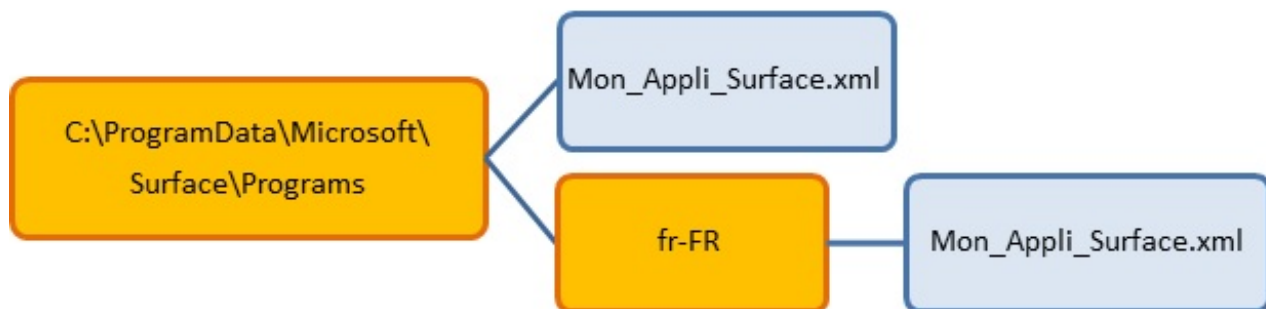 C:\ProgramData\Microsoft\
Surface\Programs
Mon_Appli_Surface.xml
fr-FR
Mon_Appli_Surface.xml